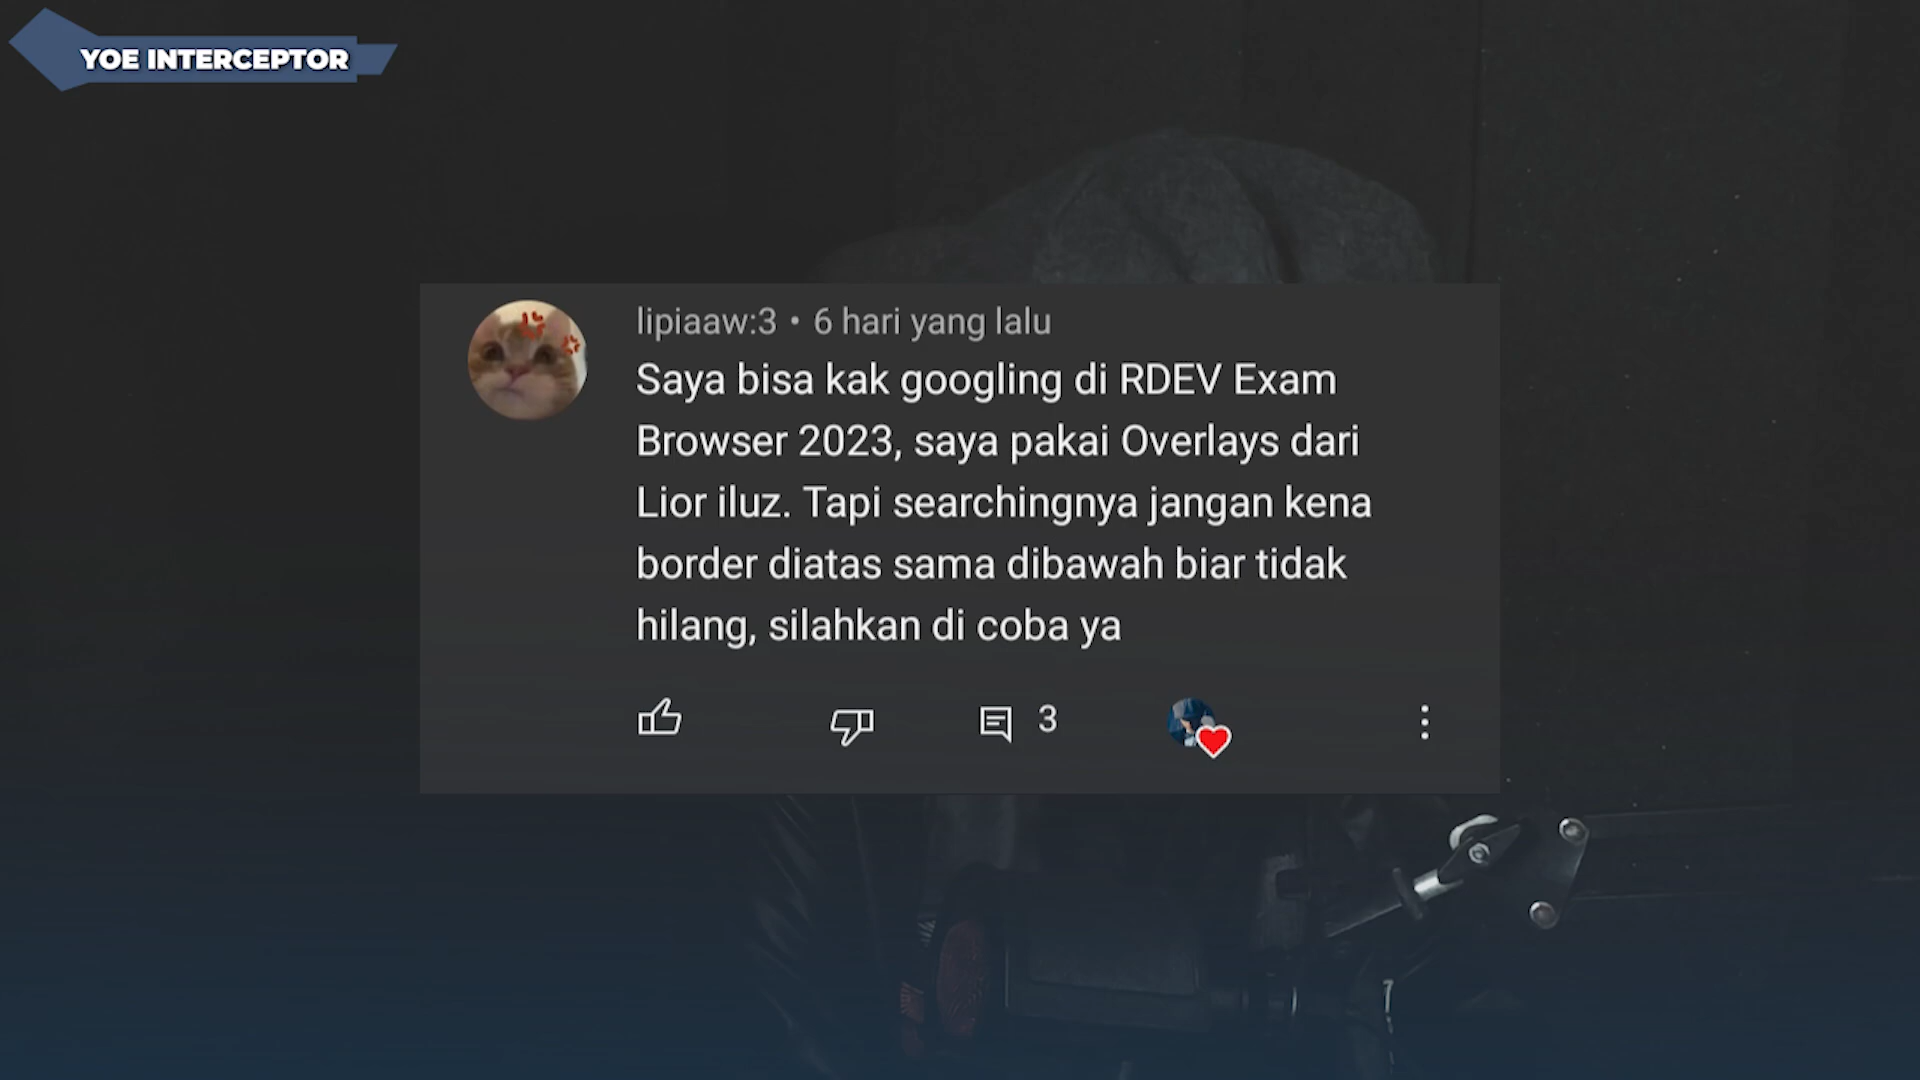 YOE INTERCEPTOR
lipiaaw:3 • 6 hari yang lalu
Saya bisa kak googling di RDEV Exam
Browser 2023, saya pakai Overlays dari
Lior iluz. Tapi searchingnya jangan kena
border diatas sama dibawah biar tidak
hilang, silahkan di coba ya
3
7